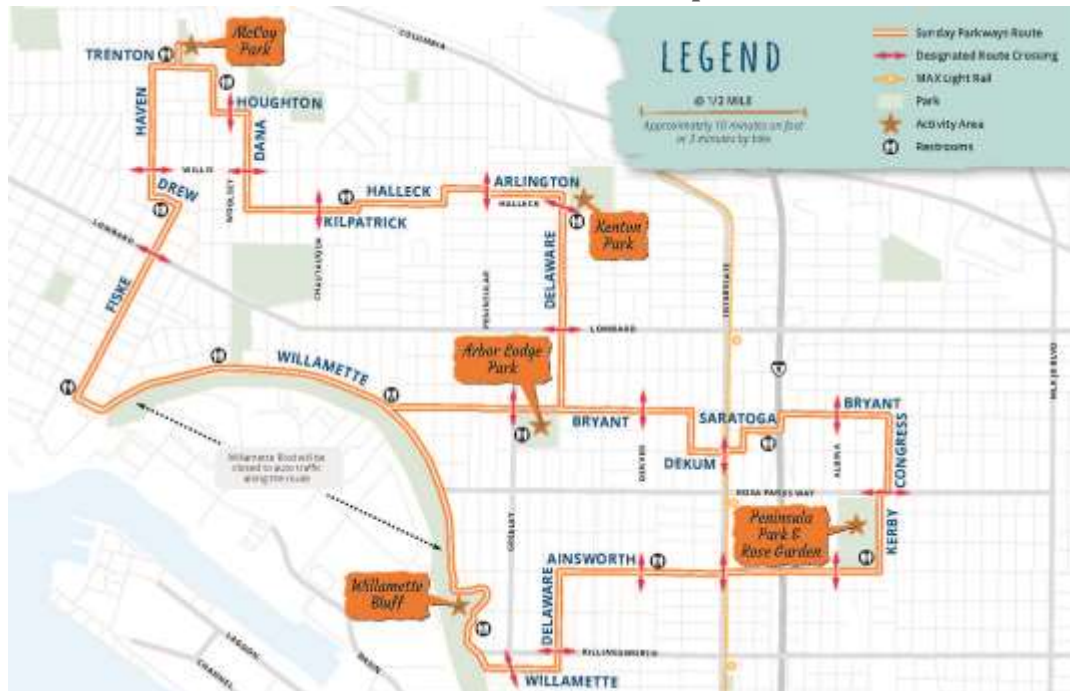 LEGEND
@ 1/2 MILE
Approximately 10 minutes on foot
or 3 minutes by bike
Sunday Parkways Route
Designated Route Crossing
MAX Light Rail
Park
Activity Area
Restrooms
McCoy
Park
COLUMBIA
TRENTON
HOUGHTON
HAVEN
DANA
WILLIS
DREW
WOOLSEY
HALLECK
ARLINGTON
HALLECK
KILPATRICK
Kenton
Park
LOMBARD
CHAUTAUQUA
DELAWARE
FISKE
PENINSULAR
INTERSTATE
LOMBARD
MLK JR BLVD
Arbor Lodge
Park
WILLAMETTE
BRYANT
SARATOGA
BRYANT
DEKUM
DENVER
ALBINA
CONGRESS
Willamette Blvd will be
closed to auto traffic
along the route
ROSA PARKS WAY
Peninsula
Park &
Rose Garden
KERBY
GREELEY
AINSWORTH
DELAWARE
Willamette
Bluff
KILLINGSWORTH
WILLAMETTE
LAGOON
CHANNEL
BASIN